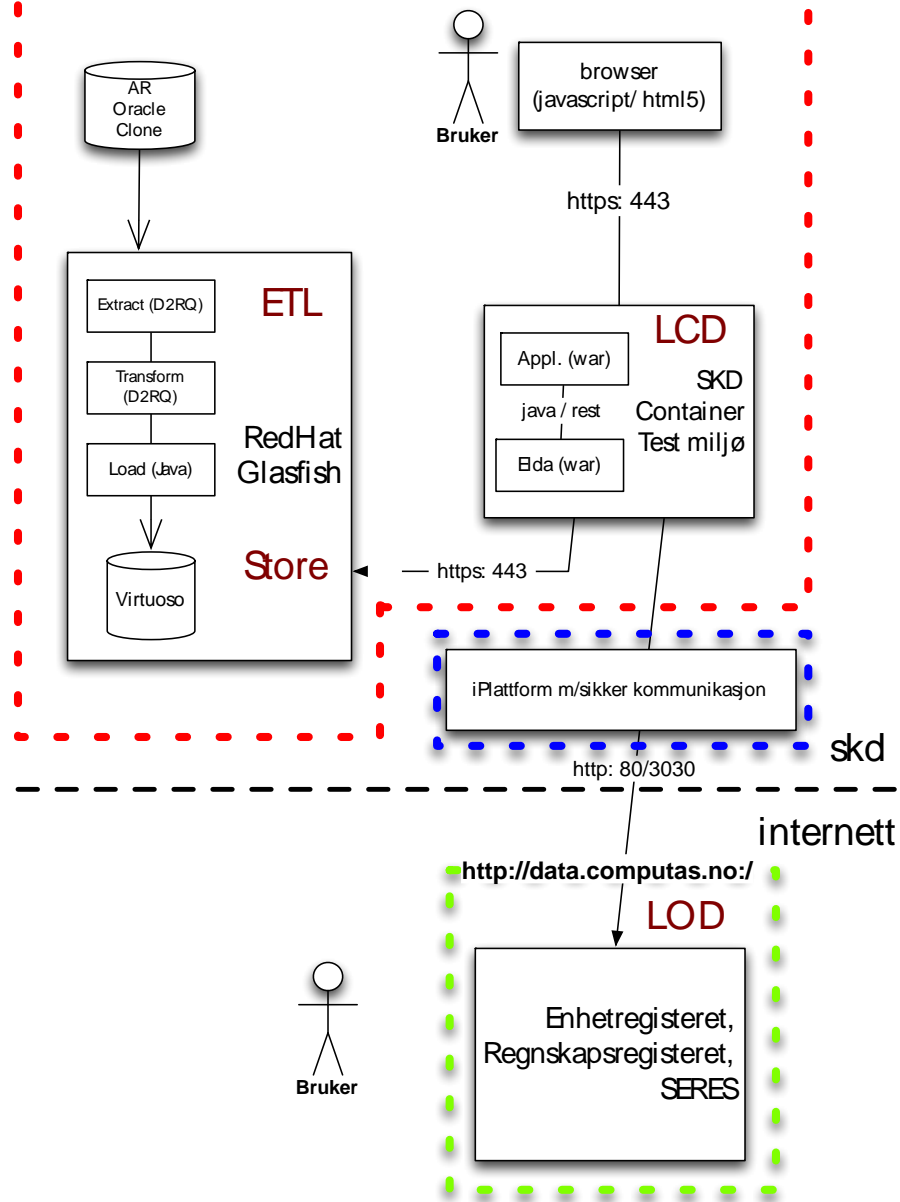 AR
Oracle
Clone
Bruker
browser
(javascript/ html5)
https: 443
ETL
Extract (D2RQ)
Transform
(D2RQ)
Load (Java)
RedHat
Glasfish
Store
Virtuoso
LCD
Appl. (war)
SKD
Container
Test miljø
java / rest
Elda (war)
https: 443
iPlattform m/sikker kommunikasjon
skd
http: 80/3030
internett
http://data.computas.no:/
LOD
Enhetregisteret,
Regnskapsregisteret,
SERES
Bruker